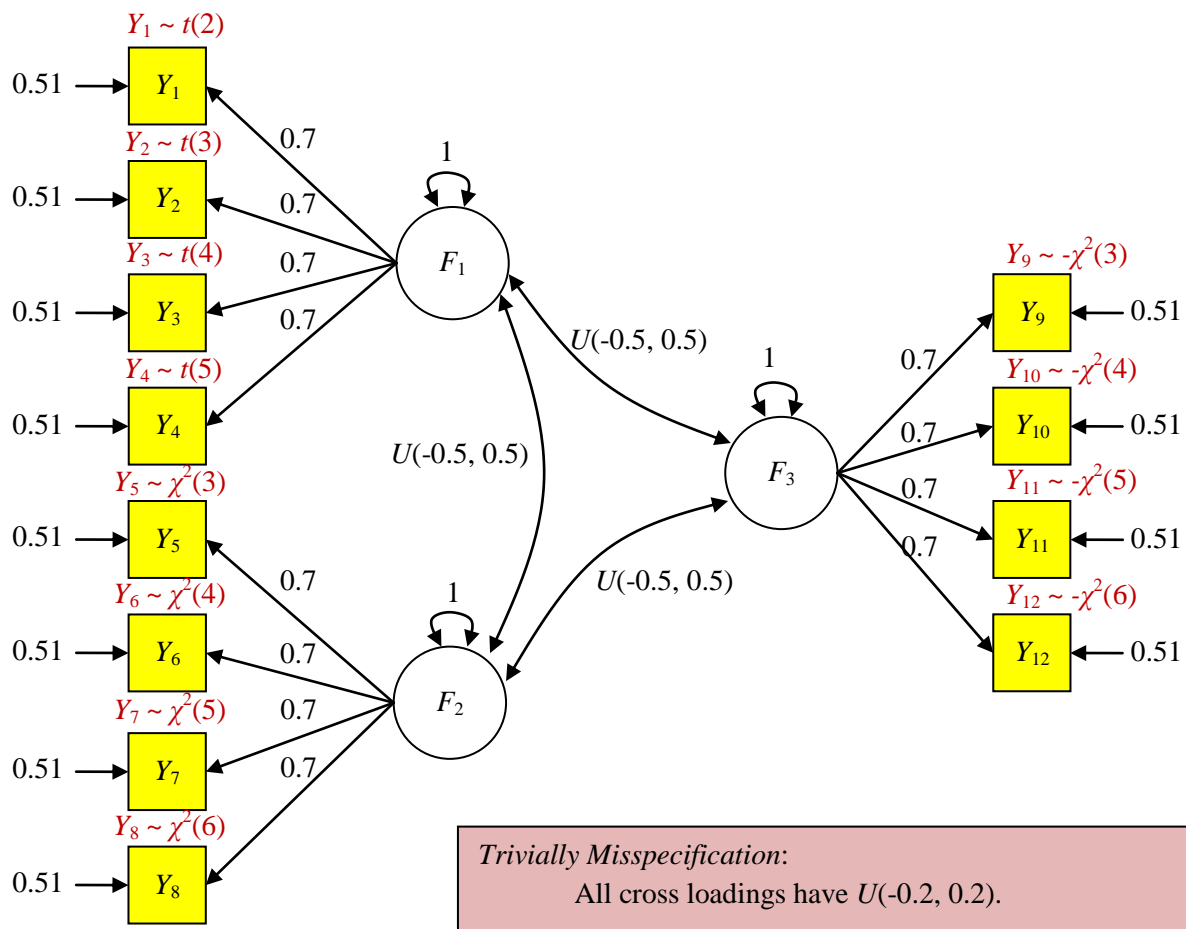 Y1 ~ t(2)
0.51
Y1
0.7
Y2 ~ t(3)
0.51
Y2
0.7
Y3 ~ t(4)
0.51
Y3
0.7
Y4 ~ t(5)
0.51
Y4
0.7
1
F1
U(-0.5, 0.5)
U(-0.5, 0.5)
Y5 ~ χ²(3)
0.51
Y5
0.7
Y6 ~ χ²(4)
0.51
Y6
0.7
Y7 ~ χ²(5)
0.51
Y7
0.7
Y8 ~ χ²(6)
0.51
Y8
0.7
1
F2
U(-0.5, 0.5)
1
F3
Y9 ~ -χ²(3)
Y9
0.51
0.7
Y10 ~ -χ²(4)
Y10
0.51
0.7
Y11 ~ -χ²(5)
Y11
0.51
0.7
Y12 ~ -χ²(6)
Y12
0.51
0.7
Trivially Misspecification:
All cross loadings have U(-0.2, 0.2).